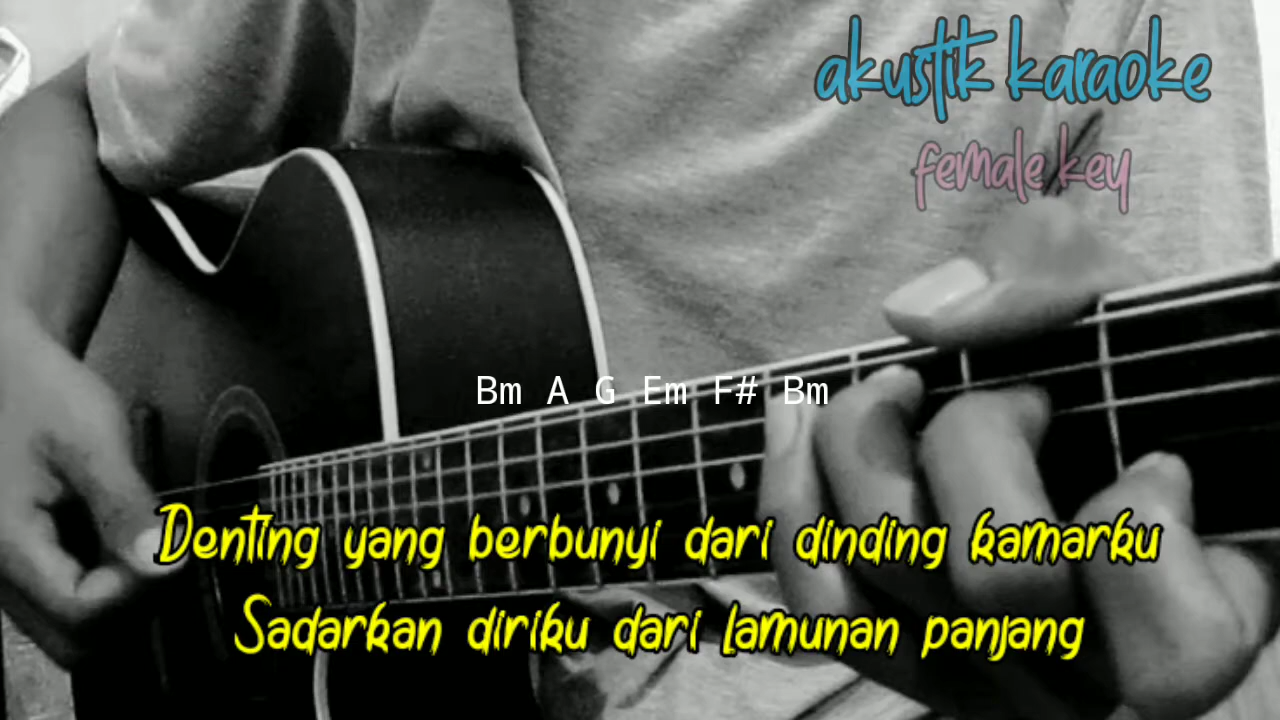 akustik karaoke
female key
Bm A G Em F# Bm
Denting yang berbunyi dari dinding kamarku
Sadarkan diriku dari lamunan panjang